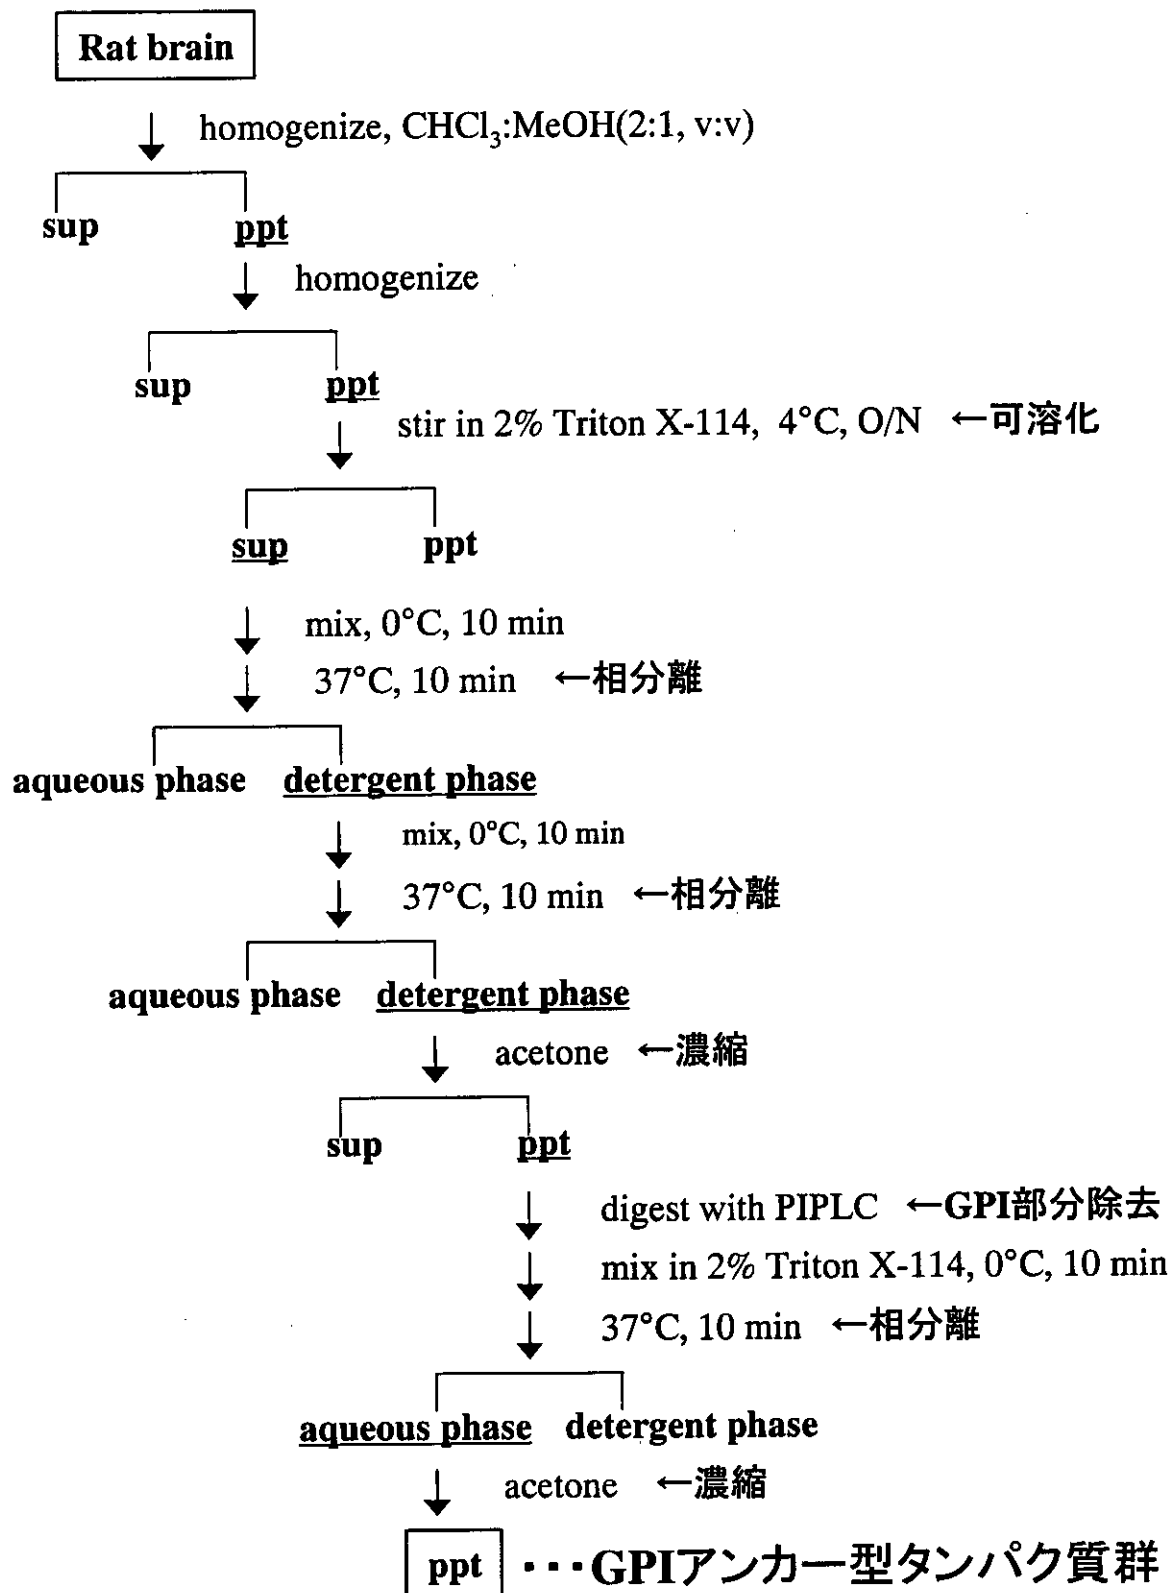 Rat brain
homogenize, CHCl₃:MeOH(2:1, v:v)
sup ppt
homogenize
sup ppt
stir in 2% Triton X-114, 4°C, O/N ←可溶化
sup ppt
mix, 0°C, 10 min
37°C, 10 min ←相分離
aqueous phase detergent phase
mix, 0°C, 10 min
37°C, 10 min ←相分離
aqueous phase detergent phase
acetone ←濃縮
sup ppt
digest with PIPLC ←GPI部分除去
mix in 2% Triton X-114, 0°C, 10 min
37°C, 10 min ←相分離
aqueous phase detergent phase
acetone ←濃縮
ppt ・・・GPIアンカー型タンパク質群